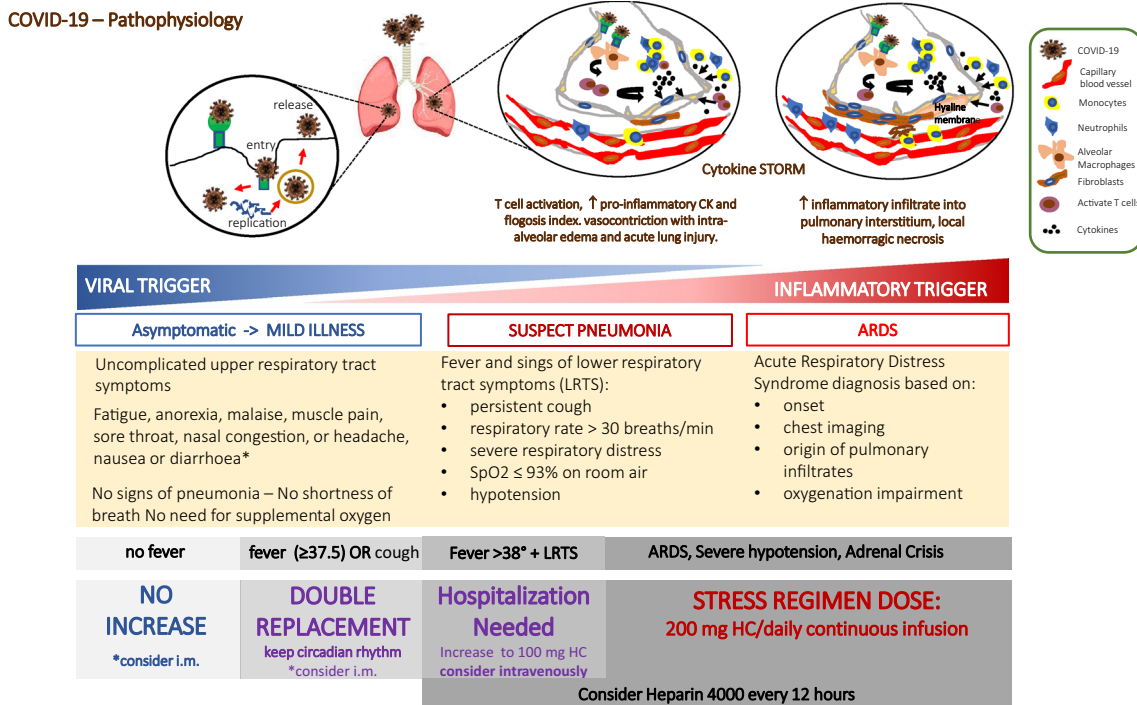 COVID-19 – Pathophysiology
release
entry
replication
Hyaline
membrane
Cytokine STORM
T cell activation, ↑ pro-inflammatory CK and
flogosis index. vasocontriction with intra-
alveolar edema and acute lung injury.
↑ inflammatory infiltrate into
pulmonary interstitium, local
haemorragic necrosis
COVID-19
Capillary
blood vessel
Monocytes
Neutrophils
Alveolar
Macrophages
Fibroblasts
Activate T cells
Cytokines
VIRAL TRIGGER
INFLAMMATORY TRIGGER
Asymptomatic -> MILD ILLNESS
SUSPECT PNEUMONIA
ARDS
Uncomplicated upper respiratory tract
symptoms
Fatigue, anorexia, malaise, muscle pain,
sore throat, nasal congestion, or headache,
nausea or diarrhoea*
No signs of pneumonia – No shortness of
breath No need for supplemental oxygen
Fever and sings of lower respiratory
tract symptoms (LRTS):
• persistent cough
• respiratory rate > 30 breaths/min
• severe respiratory distress
• SpO2 ≤ 93% on room air
• hypotension
Acute Respiratory Distress
Syndrome diagnosis based on:
• onset
• chest imaging
• origin of pulmonary
infiltrates
• oxygenation impairment
no fever
fever (≥37.5) OR cough
Fever >38° + LRTS
ARDS, Severe hypotension, Adrenal Crisis
NO
INCREASE
*consider i.m.
DOUBLE
REPLACEMENT
keep circadian rhythm
*consider i.m.
Hospitalization
Needed
Increase to 100 mg HC
consider intravenously
STRESS REGIMEN DOSE:
200 mg HC/daily continuous infusion
Consider Heparin 4000 every 12 hours